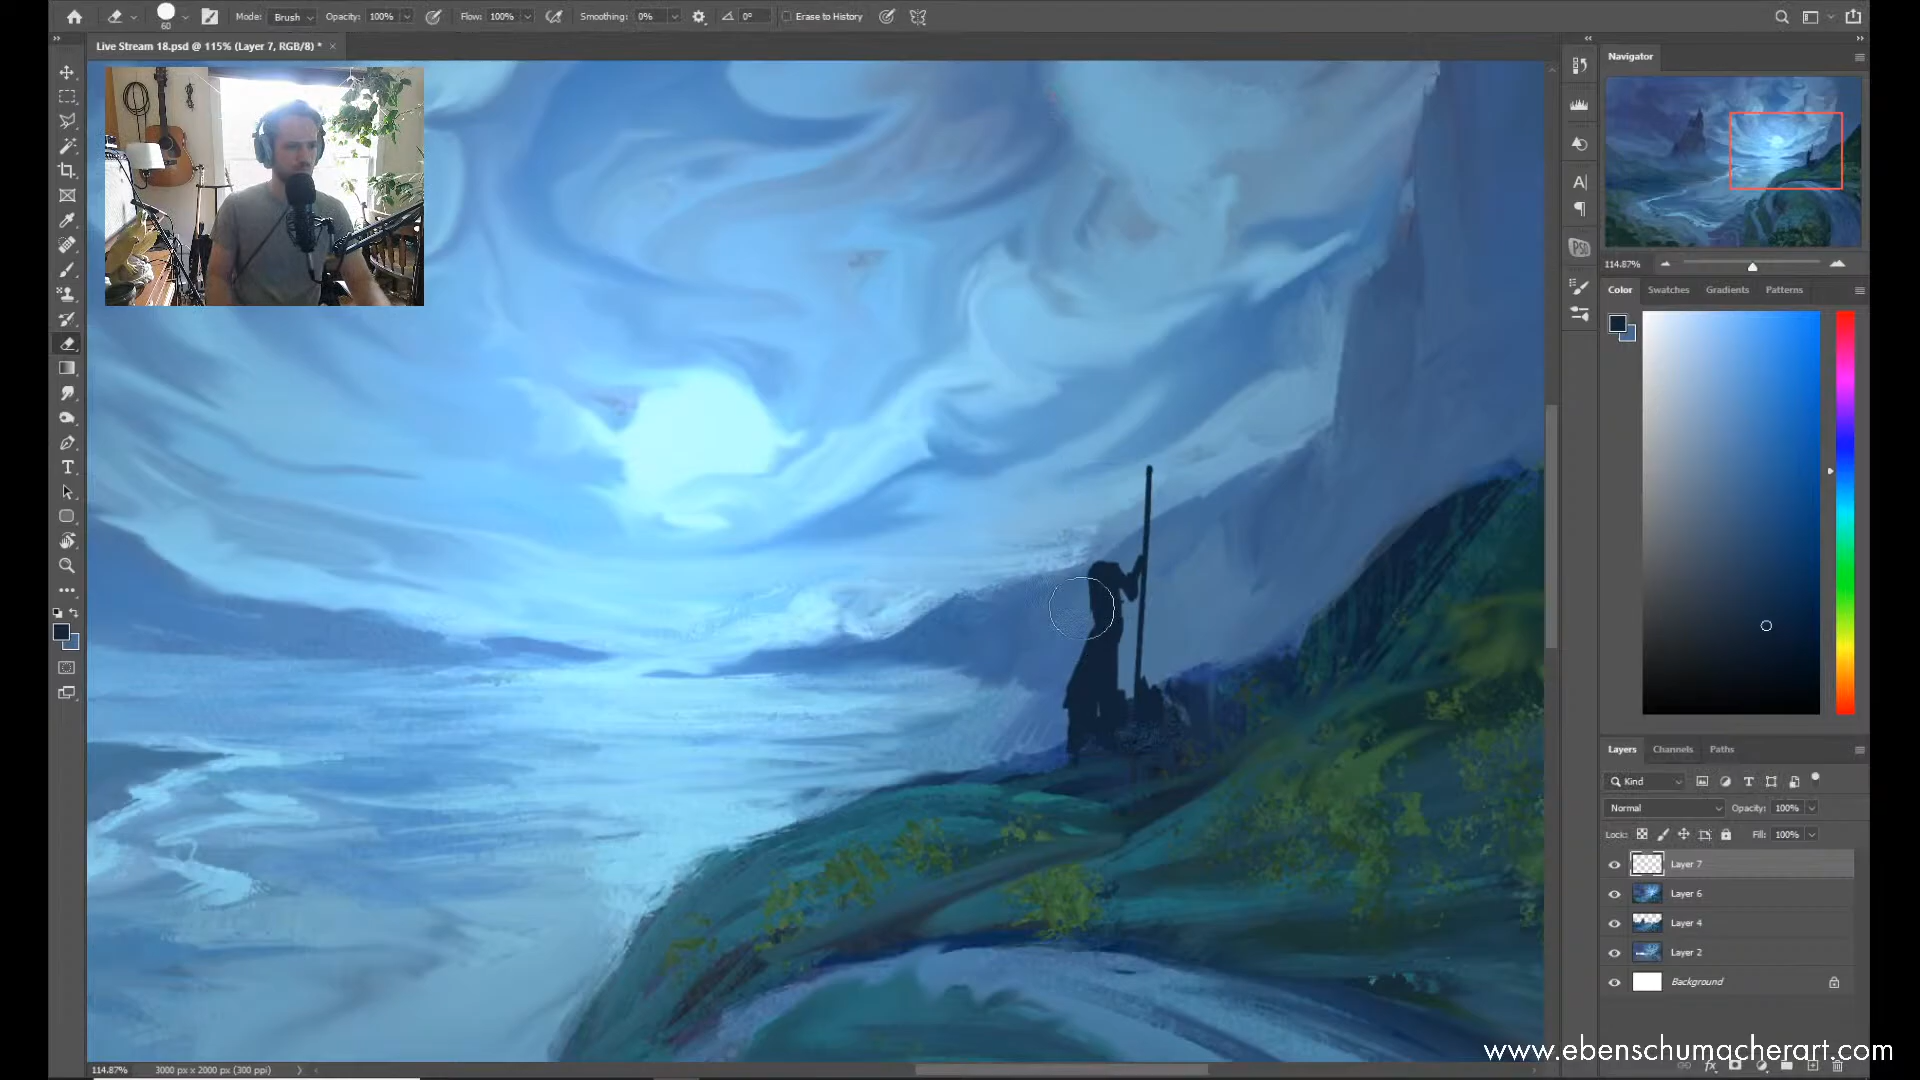 60
Mode: Brush Opacity: 100% Flow: 100% Smoothing: 0% 0° Erase to History
Live Stream 18.psd @ 115% (Layer 7, RGB/8) *
Navigator
114.87%
Color Swatches Gradients Patterns
Layers Channels Paths
Kind
Normal Opacity: 100%
Lock: Fill: 100%
Layer 7
Layer 6
Layer 4
Layer 2
Background
www.ebenschumacherart.com
114.87% 3000 px x 2000 px (300 ppi)